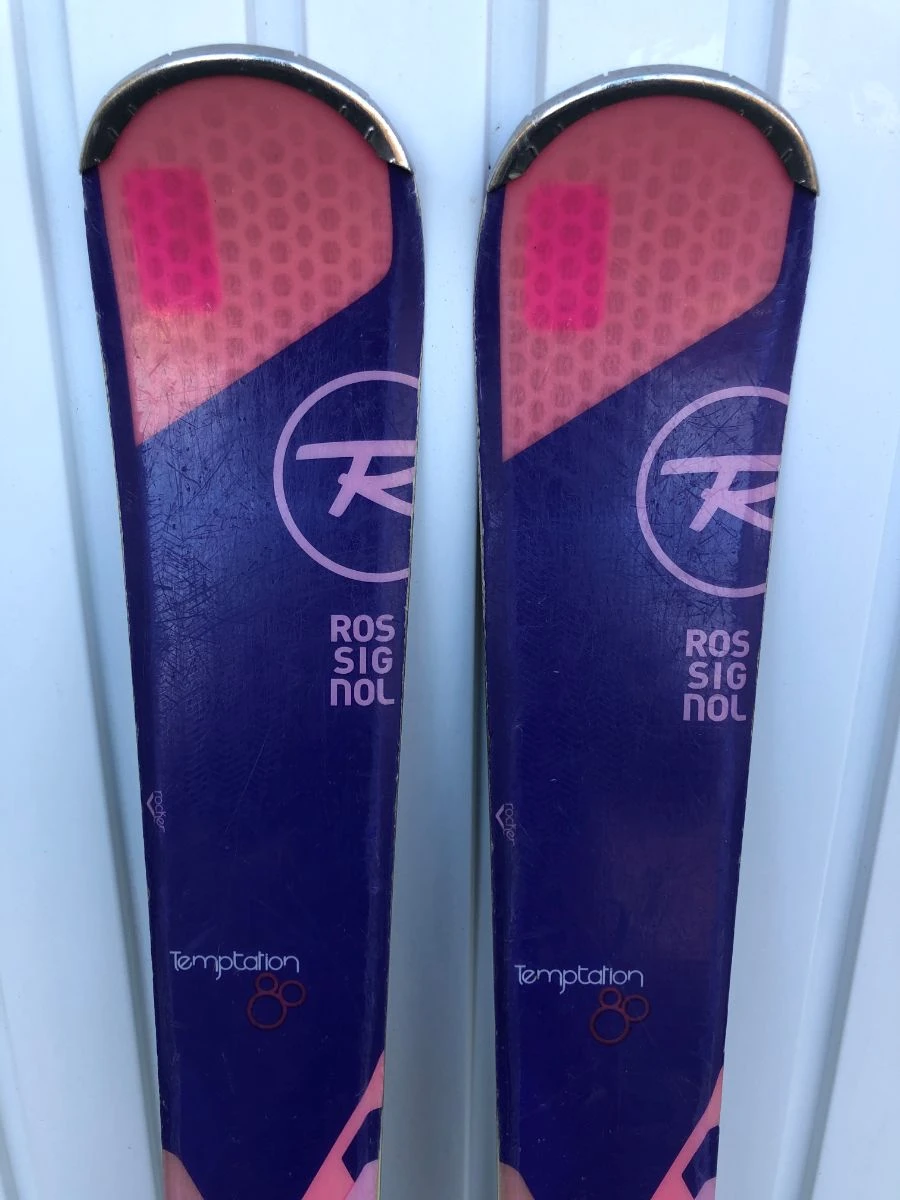 R
ROS
SIG
NOL
rocker
Temptation
80
R
ROS
SIG
NOL
rocker
Temptation
80